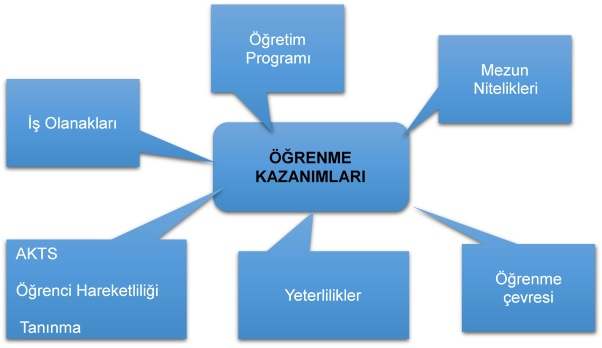 Öğretim
Programı
Mezun
Nitelikleri
İş Olanakları
ÖĞRENME
KAZANIMLARI
AKTS
Öğrenci Hareketliliği
Tanınma
Yeterlilikler
Öğrenme
çevresi